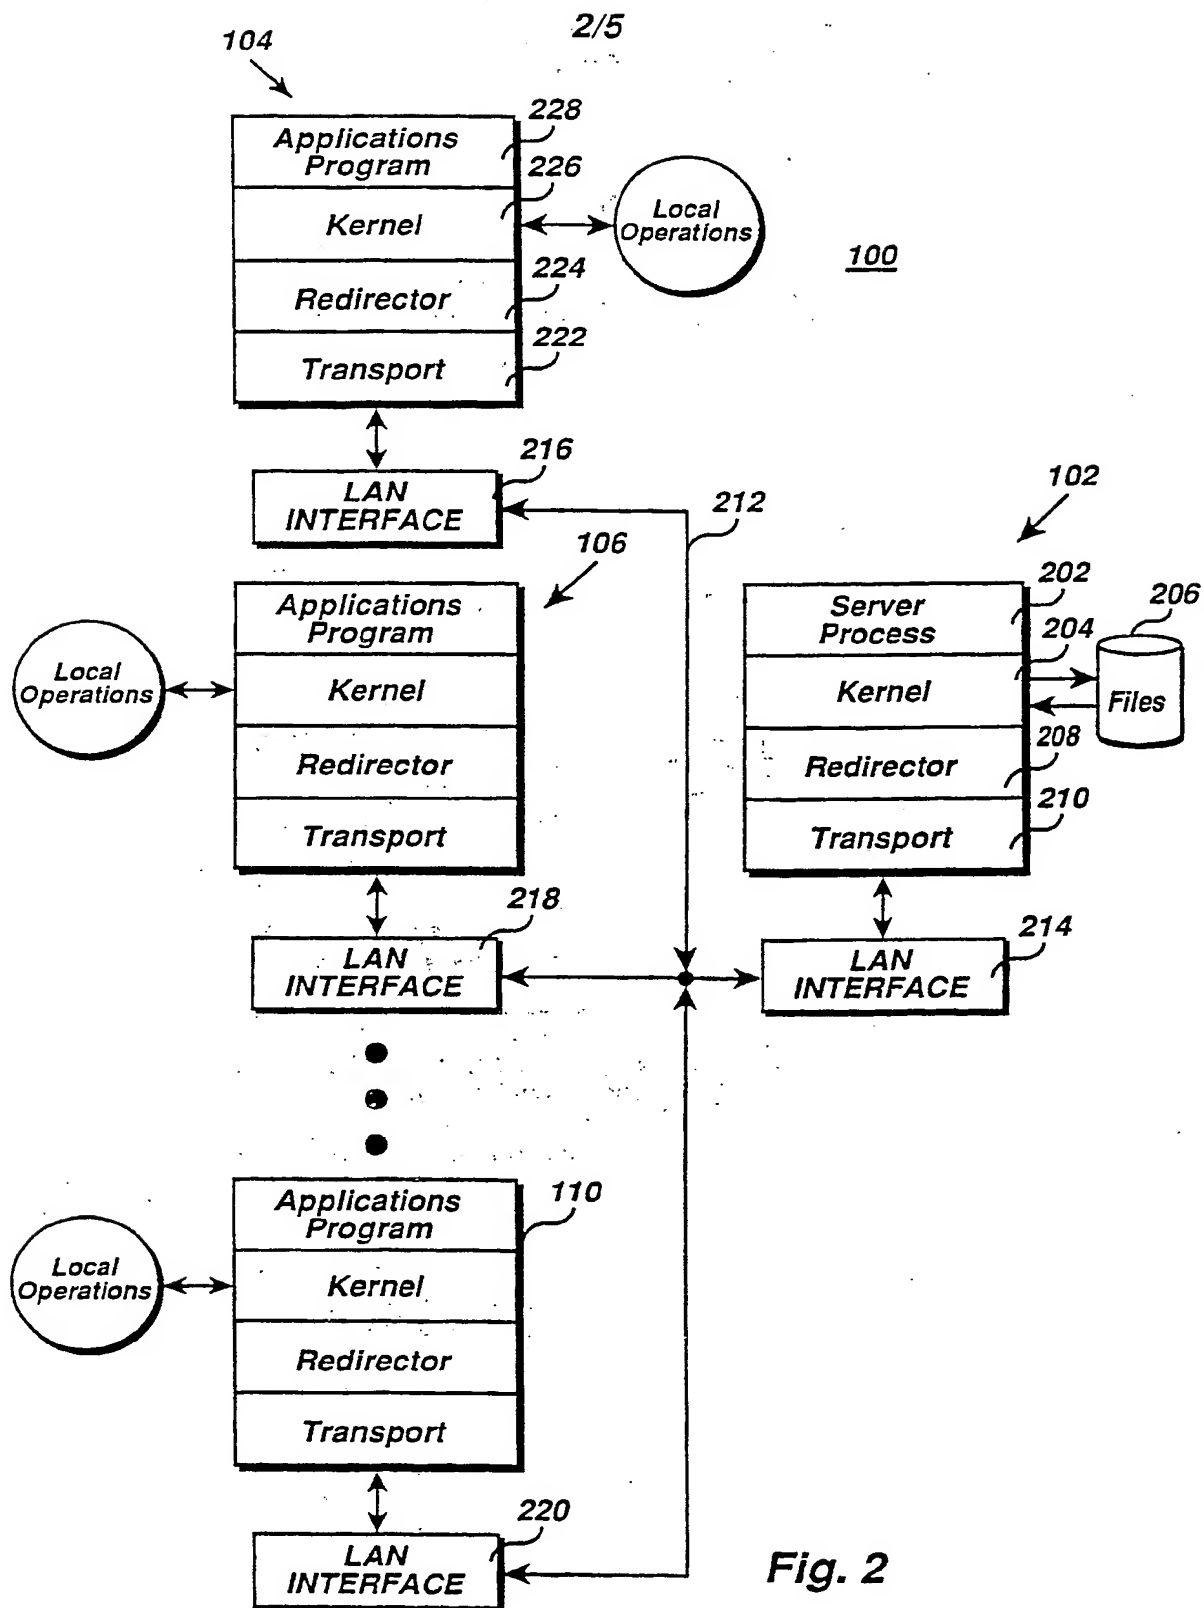 2/5
104
228
Applications
Program
226
Kernel
Local
Operations
100
224
Redirector
222
Transport
216
LAN
INTERFACE
212
102
106
Applications
Program
Local
Operations
Kernel
Redirector
Transport
202
Server
Process
204
206
Kernel
Files
208
Redirector
210
Transport
218
LAN
INTERFACE
214
LAN
INTERFACE
110
Applications
Program
Local
Operations
Kernel
Redirector
Transport
220
LAN
INTERFACE
Fig. 2